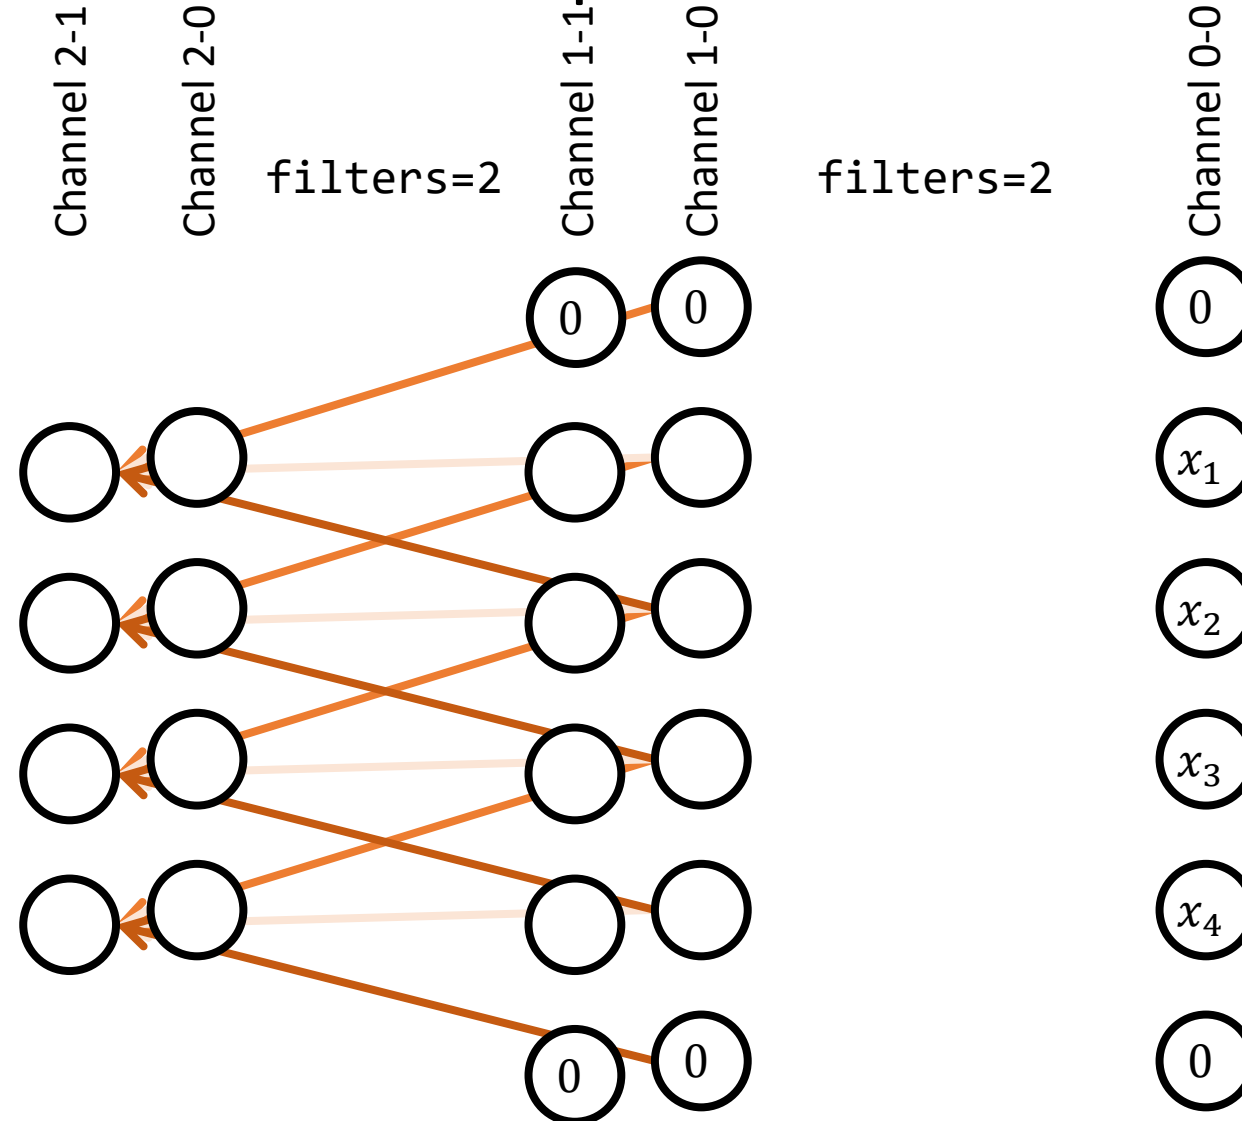 Channel 2-1
Channel 2-0
filters=2
Channel 1-1
Channel 1-0
filters=2
Channel 0-0
0
0
0
x₁
x₂
x₃
x₄
0
0
0